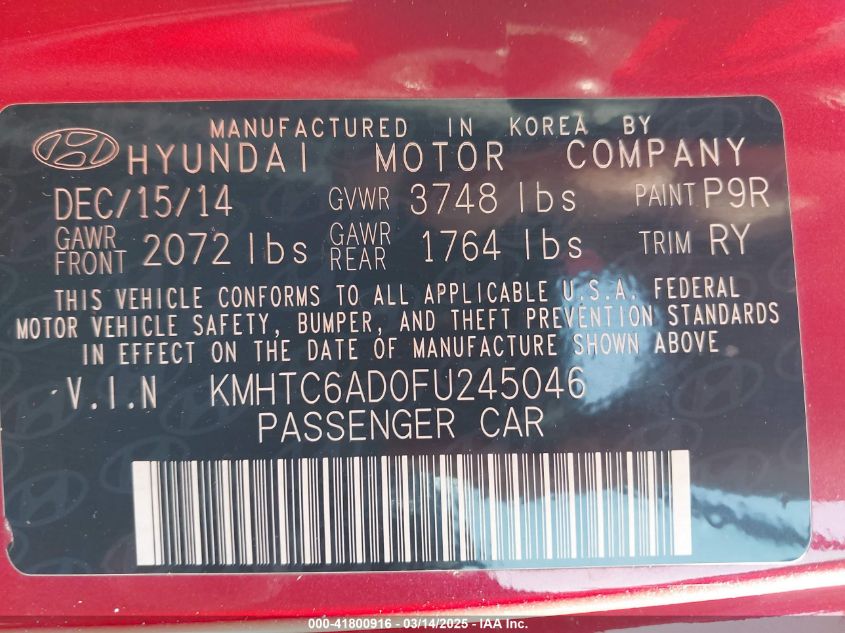 MANUFACTURED IN KOREA BY
HYUNDAI MOTOR COMPANY
DEC/15/14 GVWR 3748 lbs PAINT P9R
GAWR FRONT 2072 lbs GAWR REAR 1764 lbs TRIM RY
THIS VEHICLE CONFORMS TO ALL APPLICABLE U.S.A. FEDERAL
MOTOR VEHICLE SAFETY, BUMPER, AND THEFT PREVENTION STANDARDS
IN EFFECT ON THE DATE OF MANUFACTURE SHOWN ABOVE
V.I.N KMHTC6AD0FU245046
PASSENGER CAR
000-41800916 - 03/14/2025 - IAA Inc.